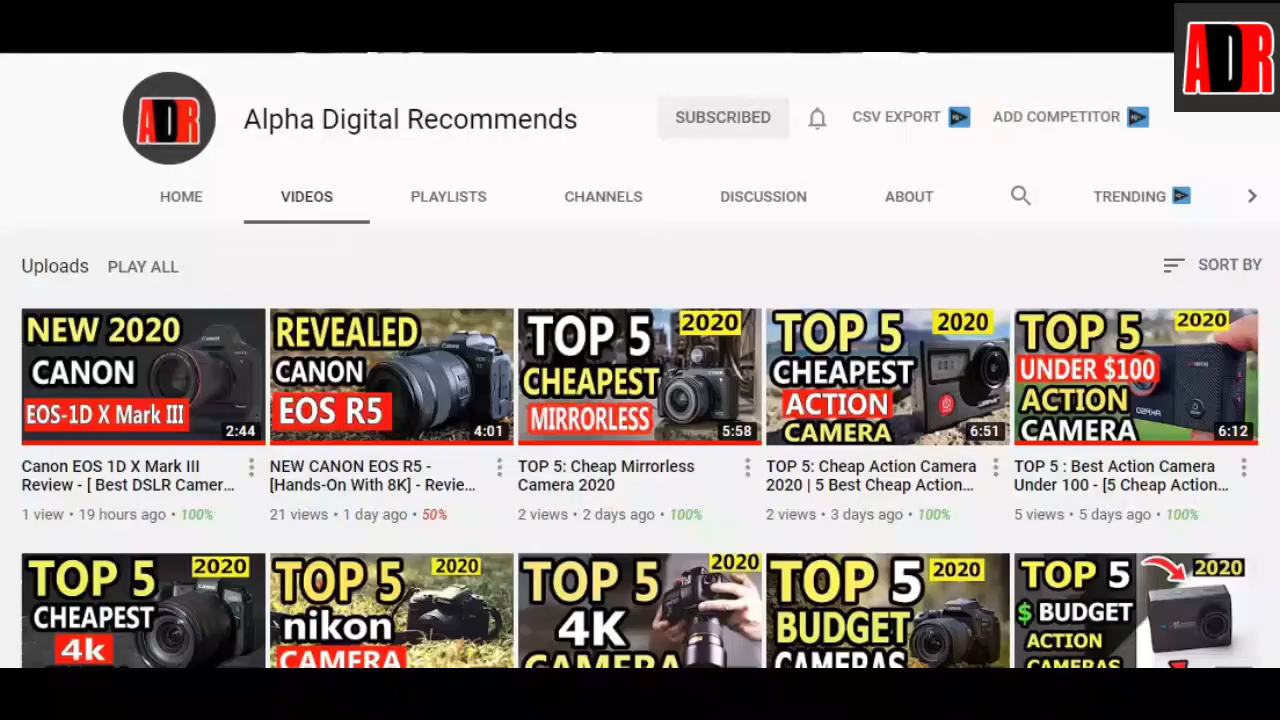 ADR
ADR
Alpha Digital Recommends
SUBSCRIBED
CSV EXPORT
ADD COMPETITOR
HOME
VIDEOS
PLAYLISTS
CHANNELS
DISCUSSION
ABOUT
TRENDING
Uploads
PLAY ALL
SORT BY
NEW 2020
CANON
EOS-1D X Mark III
2:44
REVEALED
CANON
EOS R5
4:01
TOP 5
2020
CHEAPEST
MIRRORLESS
5:58
TOP 5
2020
CHEAPEST
ACTION
CAMERA
6:51
TOP 5
2020
UNDER $100
ACTION
CAMERA
6:12
Canon EOS 1D X Mark III
Review - [ Best DSLR Camer...
1 view • 19 hours ago • 100%
NEW CANON EOS R5 -
[Hands-On With 8K] - Revie...
21 views • 1 day ago • 50%
TOP 5: Cheap Mirrorless
Camera 2020
2 views • 2 days ago • 100%
TOP 5: Cheap Action Camera
2020 | 5 Best Cheap Action...
2 views • 3 days ago • 100%
TOP 5 : Best Action Camera
Under 100 - [5 Cheap Action...
5 views • 5 days ago • 100%
TOP 5
2020
CHEAPEST
4k
TOP 5
2020
nikon
CAMERA
TOP 5
2020
4K
CAMERA
TOP 5
2020
BUDGET
CAMERAS
TOP 5
2020
$ BUDGET
ACTION
CAMERAS